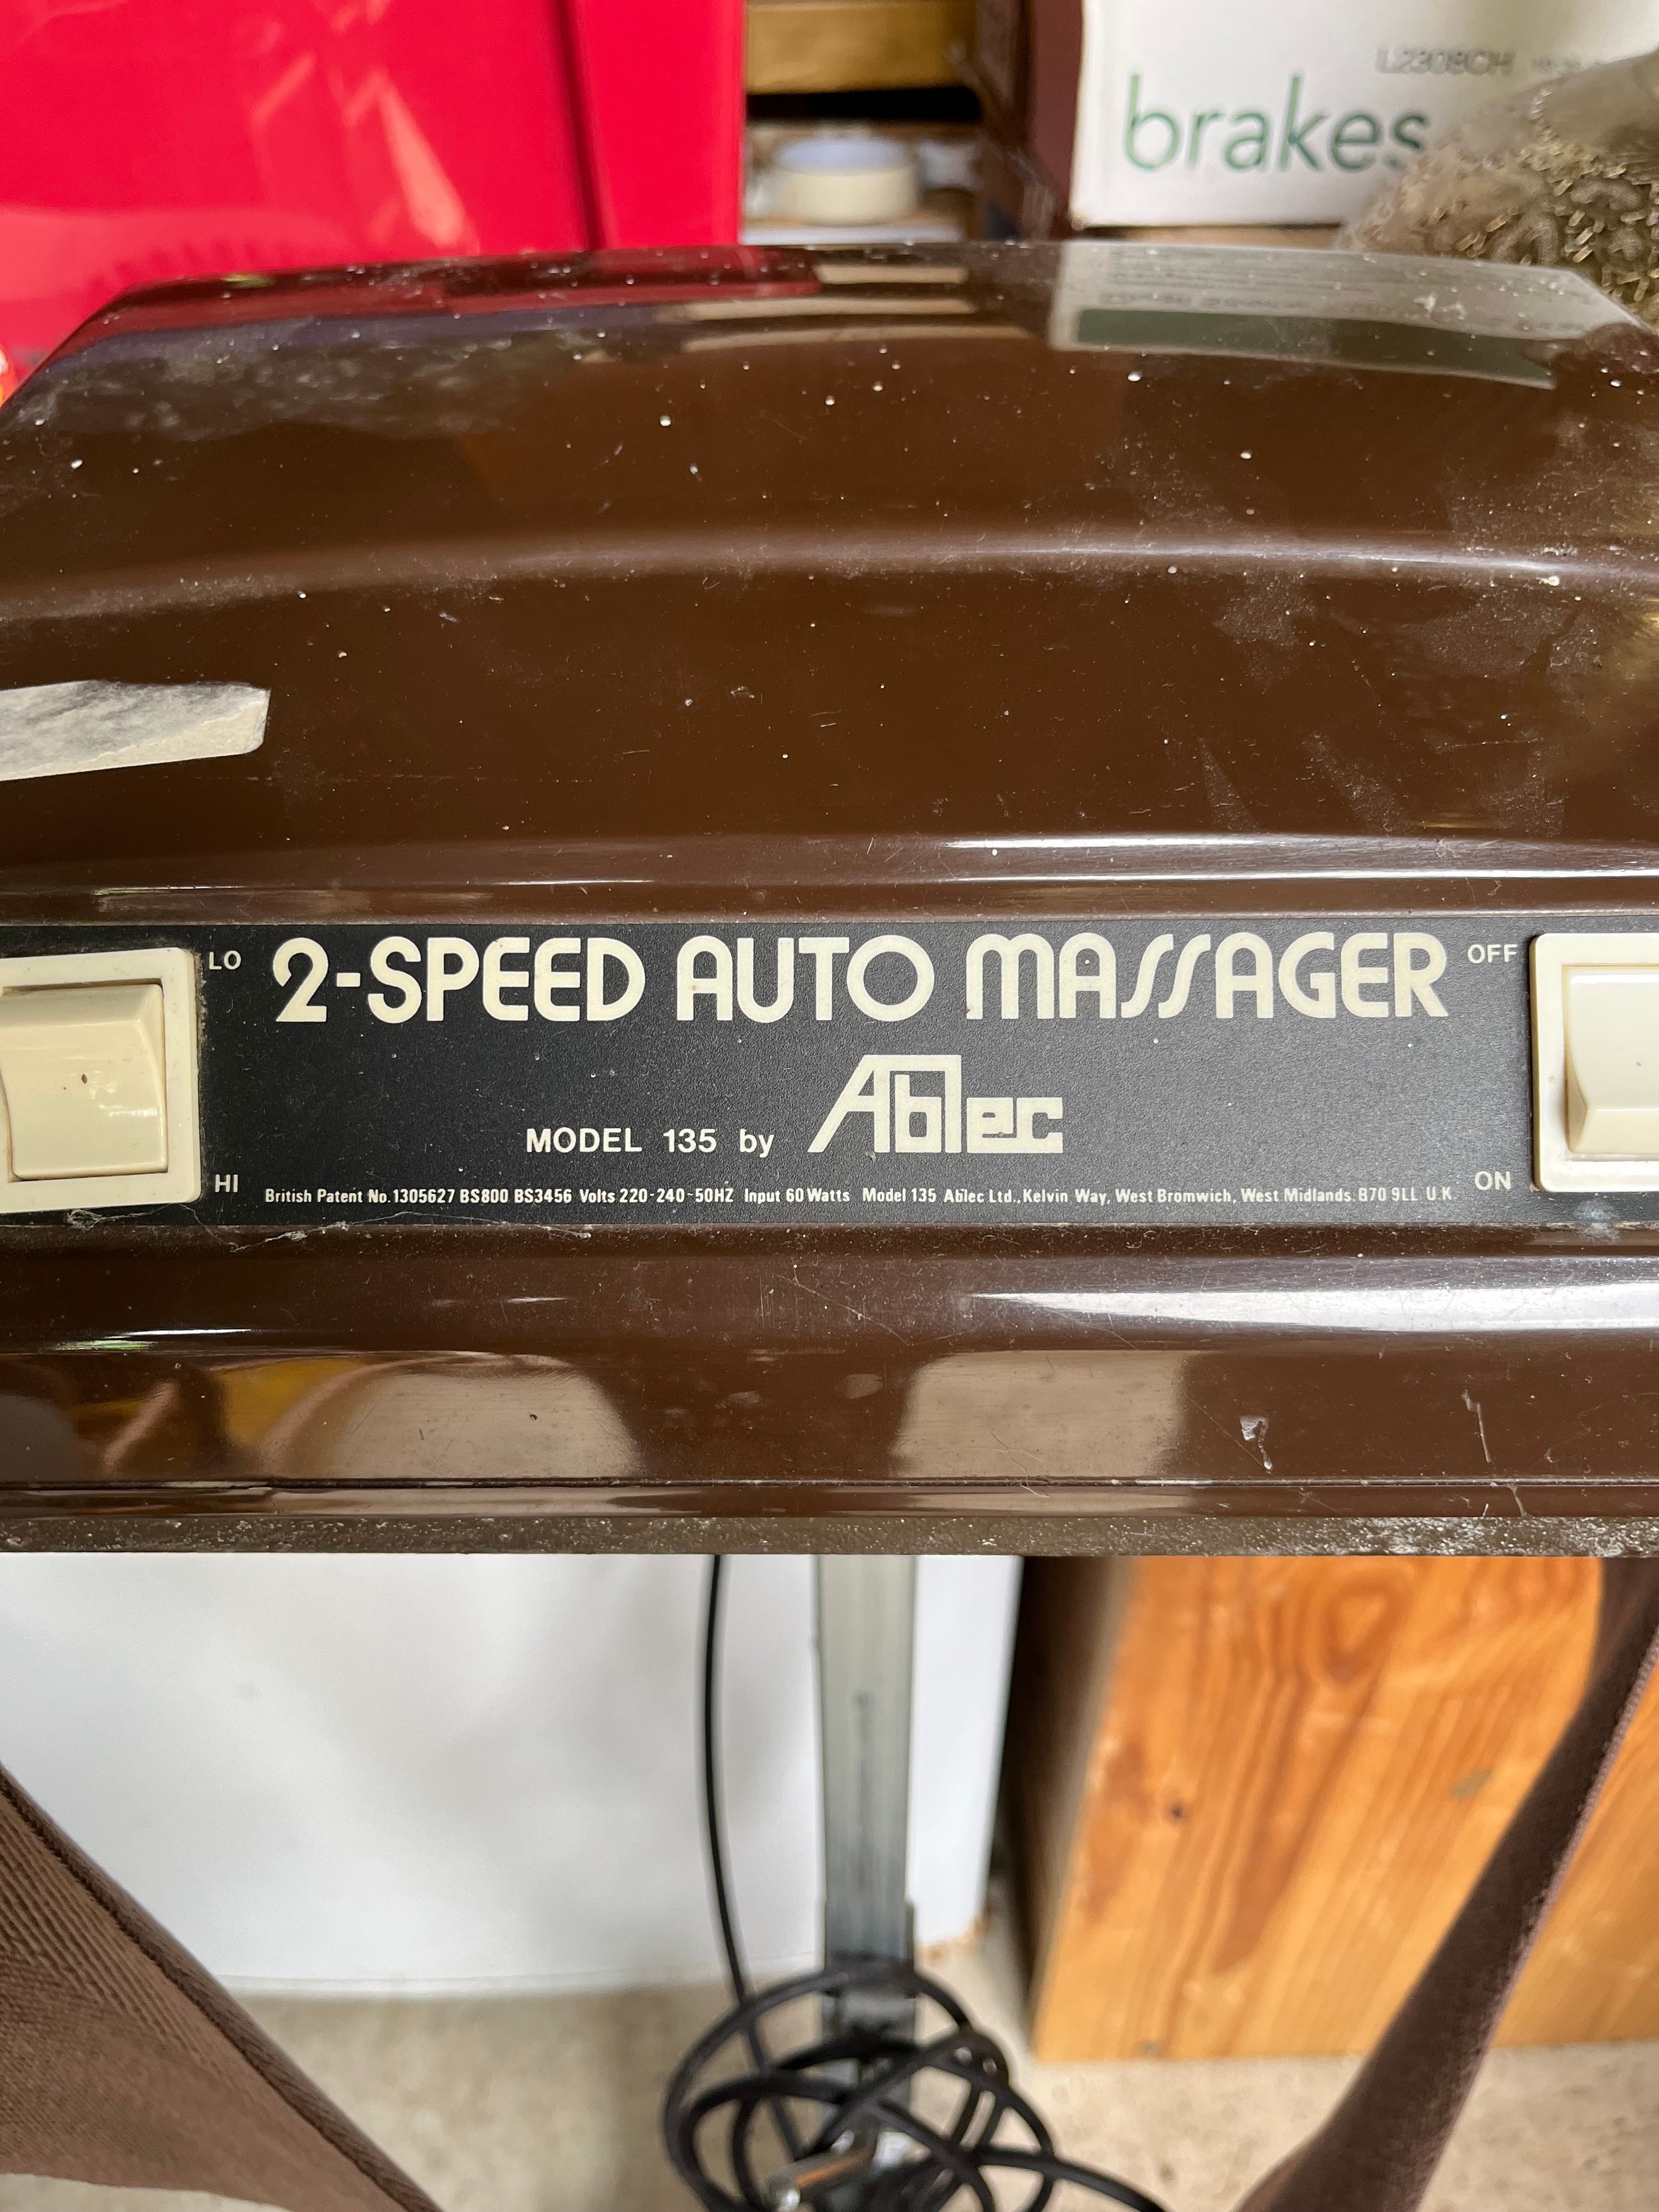 L2309CH
brakes
LO
2-SPEED AUTO MASSAGER
OFF
MODEL 135 by Ablec
HI
British Patent No. 1305627 BS800 BS3456 Volts 220-240~50HZ Input 60 Watts Model 135 Ablec Ltd., Kelvin Way, West Bromwich, West Midlands. B70 9LL U.K.
ON